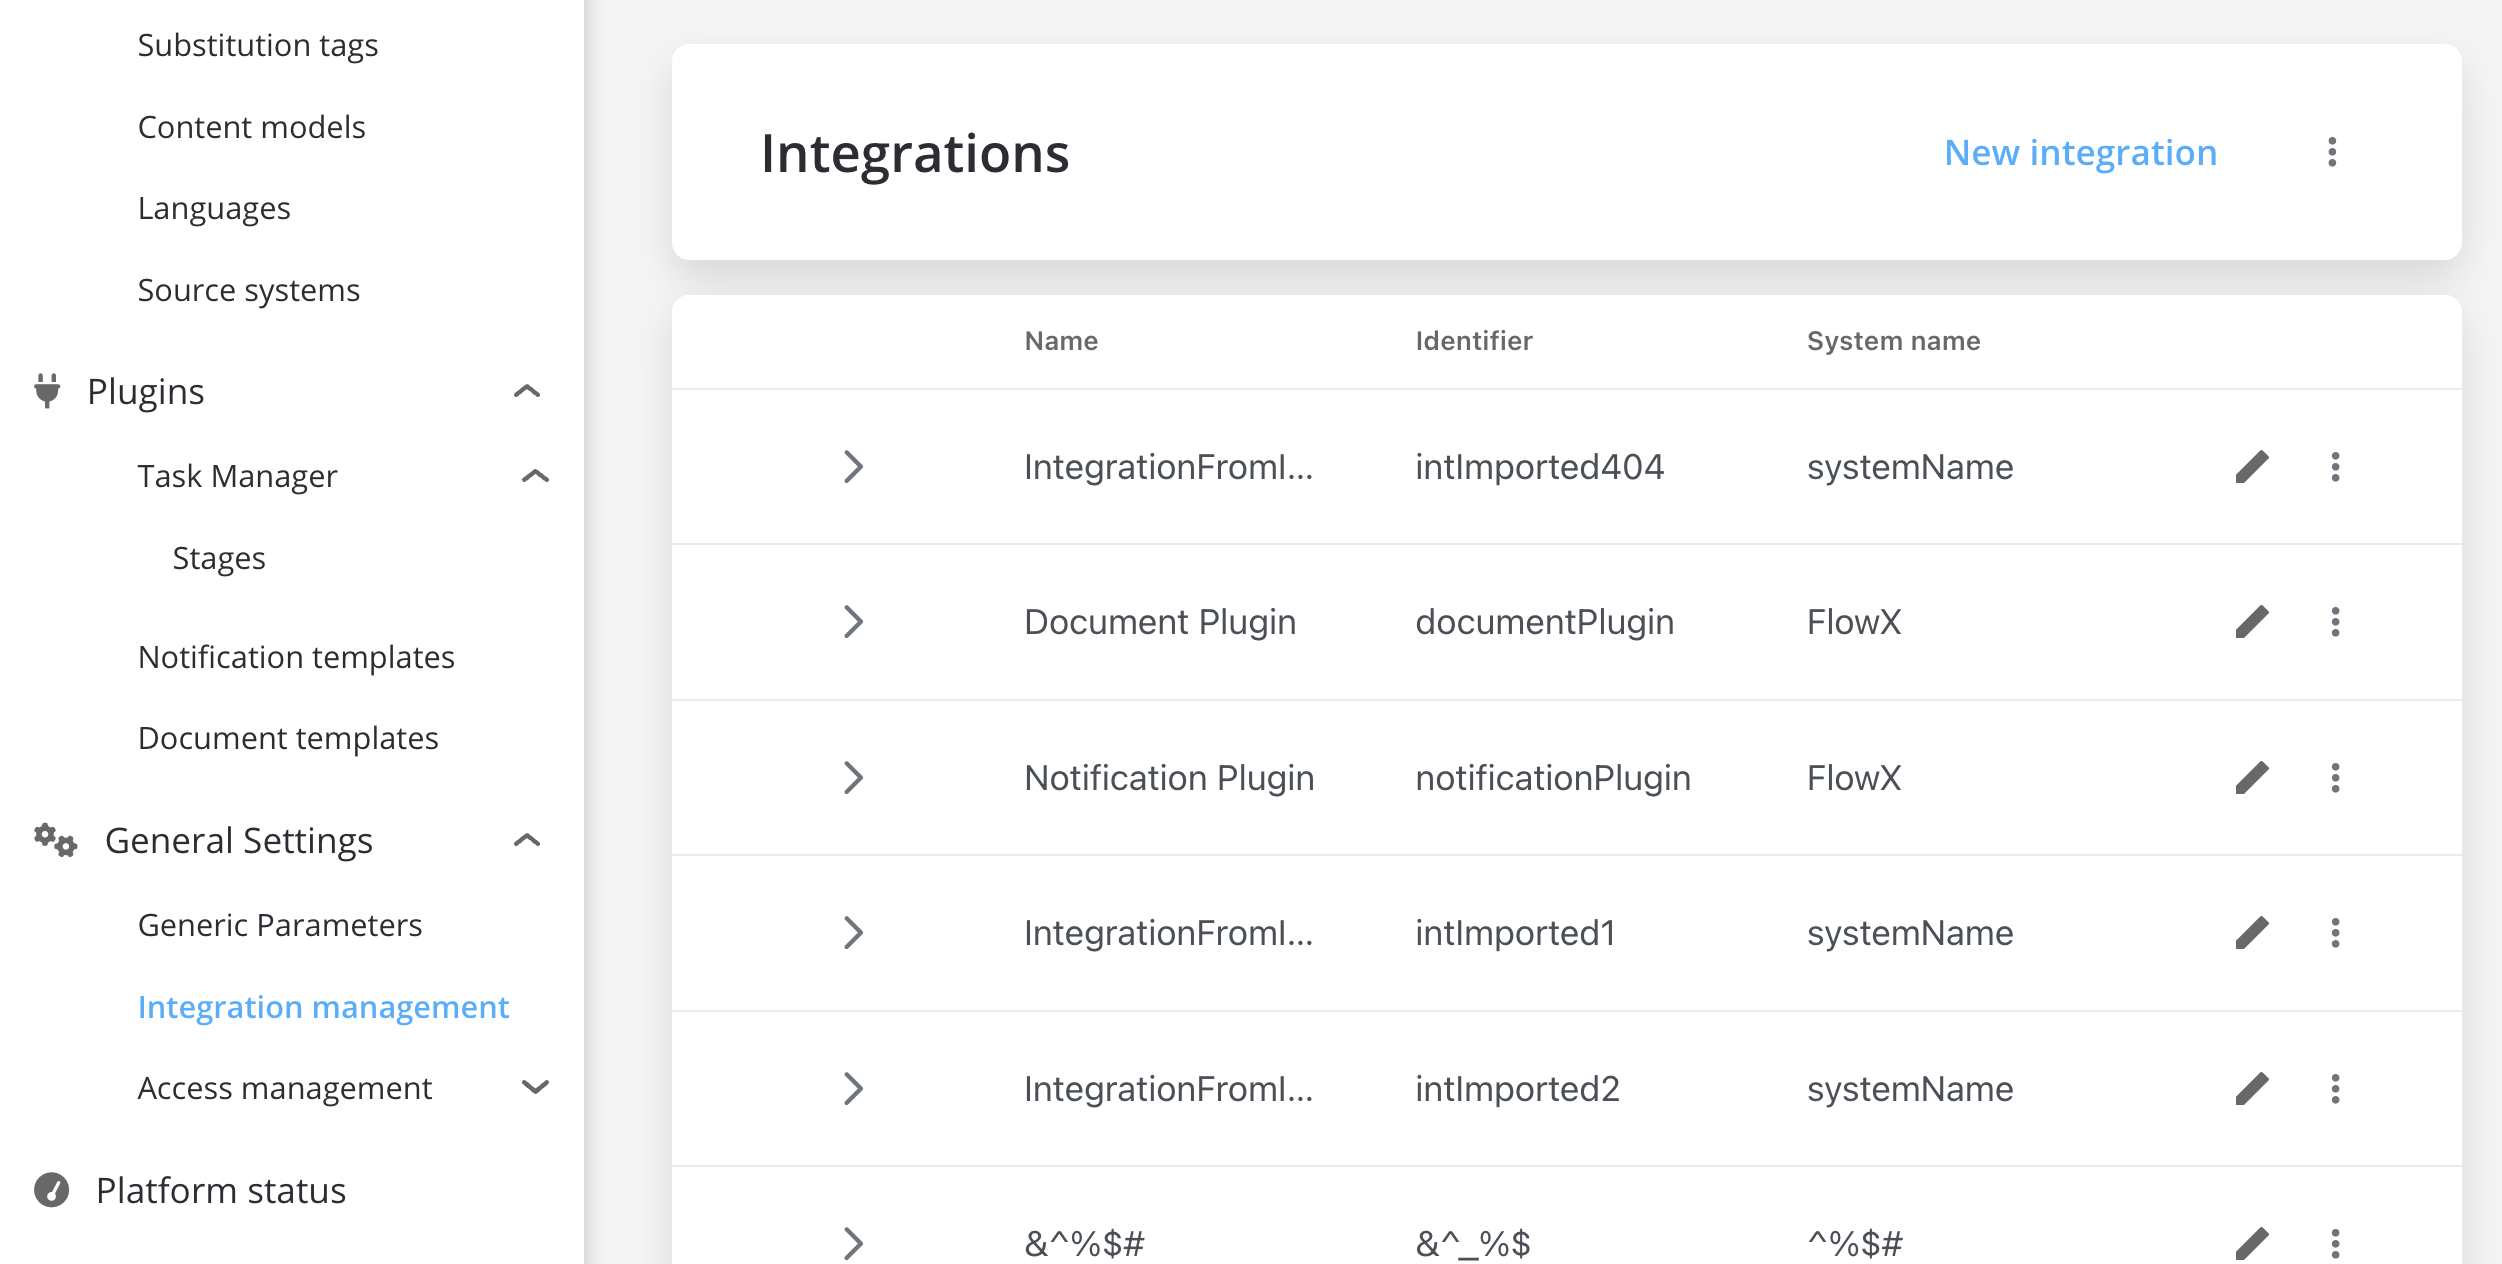 Substitution tags
Content models
Languages
Source systems
Plugins
Task Manager
Stages
Notification templates
Document templates
General Settings
Generic Parameters
Integration management
Access management
Platform status
Integrations
New integration
Name Identifier System name
IntegrationFromI... intImported404 systemName
Document Plugin documentPlugin FlowX
Notification Plugin notificationPlugin FlowX
IntegrationFromI... intImported1 systemName
IntegrationFromI... intImported2 systemName
&^%$# &^_%$ ^%$#